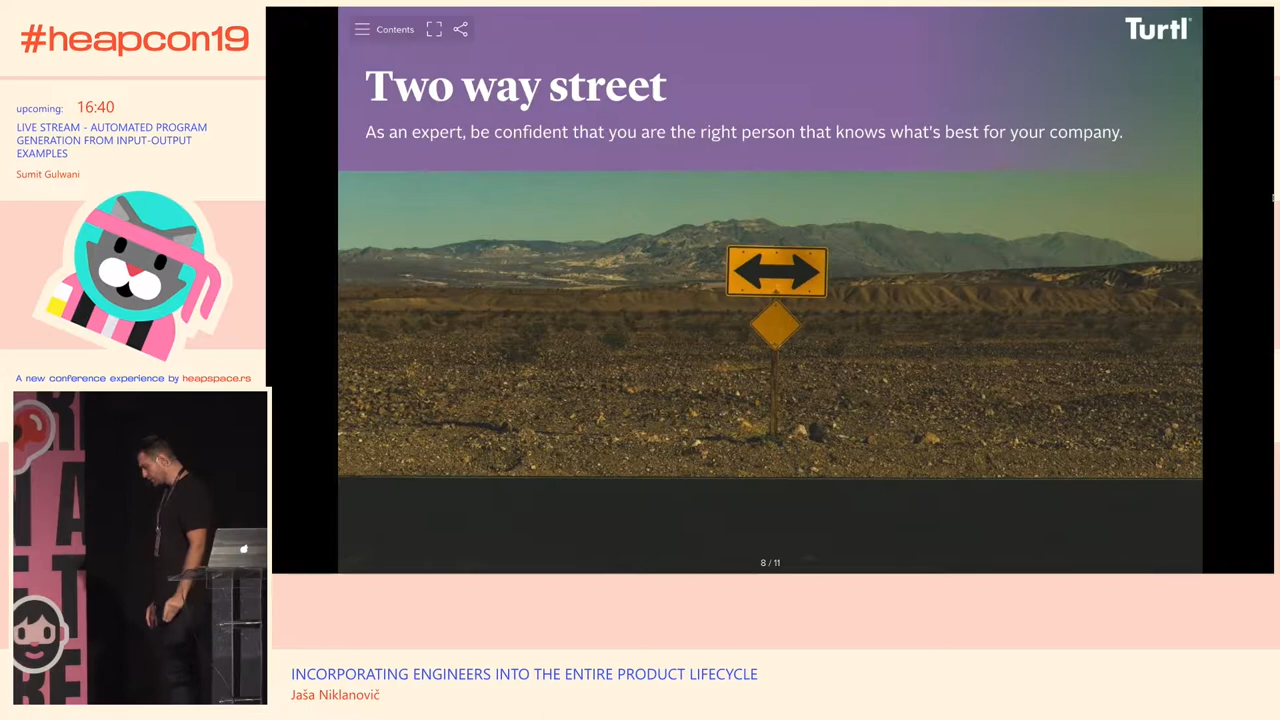 #heapcon19
upcoming: 16:40
LIVE STREAM - AUTOMATED PROGRAM
GENERATION FROM INPUT-OUTPUT
EXAMPLES
Sumit Gulwani
A new conference experience by heapspace.rs
Contents
Turtl
Two way street
As an expert, be confident that you are the right person that knows what's best for your company.
8 / 11
INCORPORATING ENGINEERS INTO THE ENTIRE PRODUCT LIFECYCLE
Jaša Niklanovič